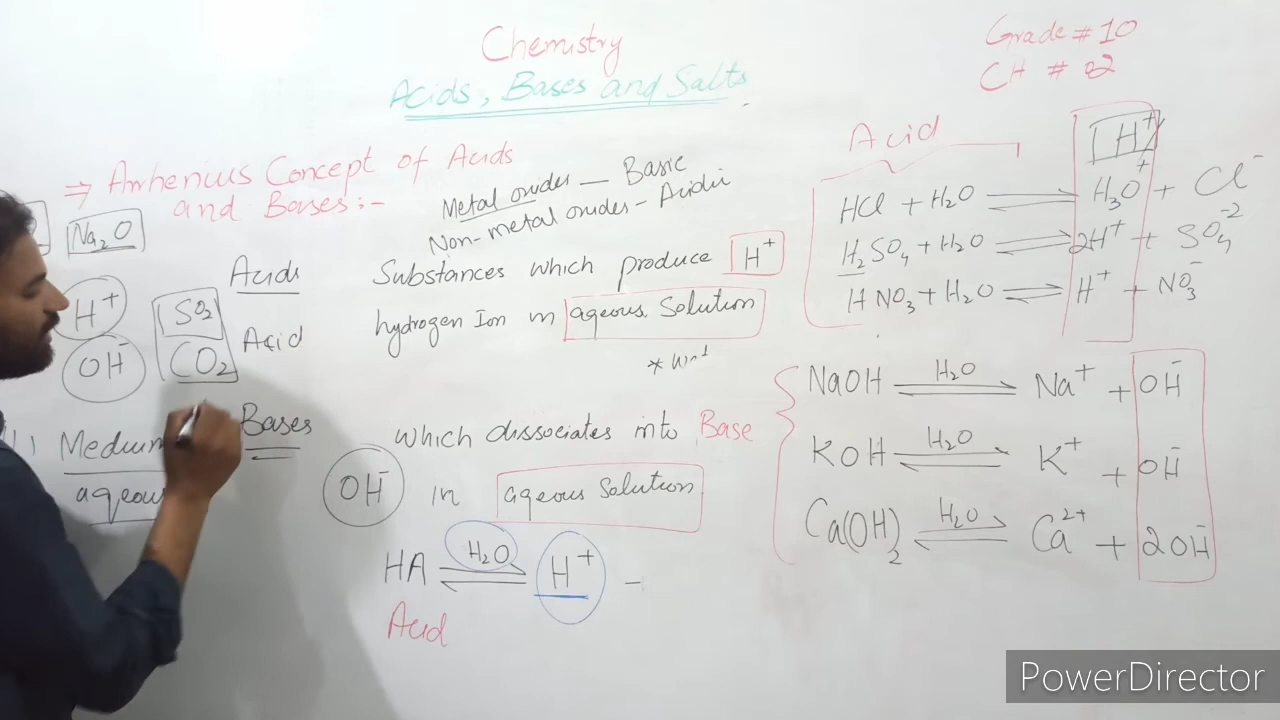 Chemistry
Acids, Bases and Salts
Grade # 10
CH # 02
⇒ Arrhenius Concept of Acids
and Bases:-
Metal oxides — Basic
Non-metal oxides - Acidic
Na₂O
H⁺
OH⁻
SO₂
CO₂
Acids
Acid
Substances which produce H⁺
hydrogen Ion in aqeous. Solution
Bases
which dissociates into Base
OH⁻ in aqeous Solution
Medium
aqeous
HA ⇌ H₂O H⁺ -
Acid
Acid
H⁺
HCl + H₂O ⇌ H₃O⁺ + Cl⁻
H₂SO₄ + H₂O ⇌ 2H⁺ + SO₄⁻²
HNO₃ + H₂O ⇌ H⁺ + NO₃⁻
NaOH ⇌ H₂O Na⁺ + OH⁻
KOH ⇌ H₂O K⁺ + OH⁻
Ca(OH)₂ ⇌ H₂O Ca²⁺ + 2OH⁻
PowerDirector